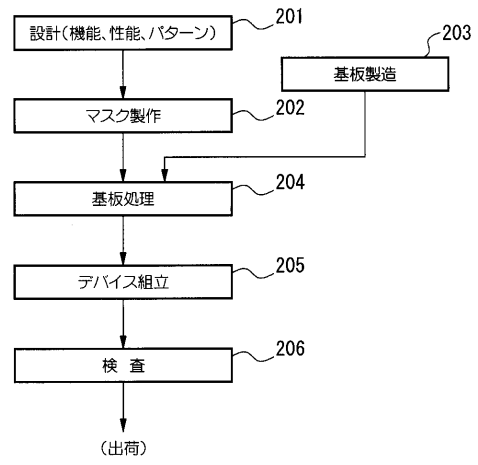 設計(機能、性能、パターン)
201
203
基板製造
マスク製作
202
基板処理
204
デバイス組立
205
検 査
206
(出荷)